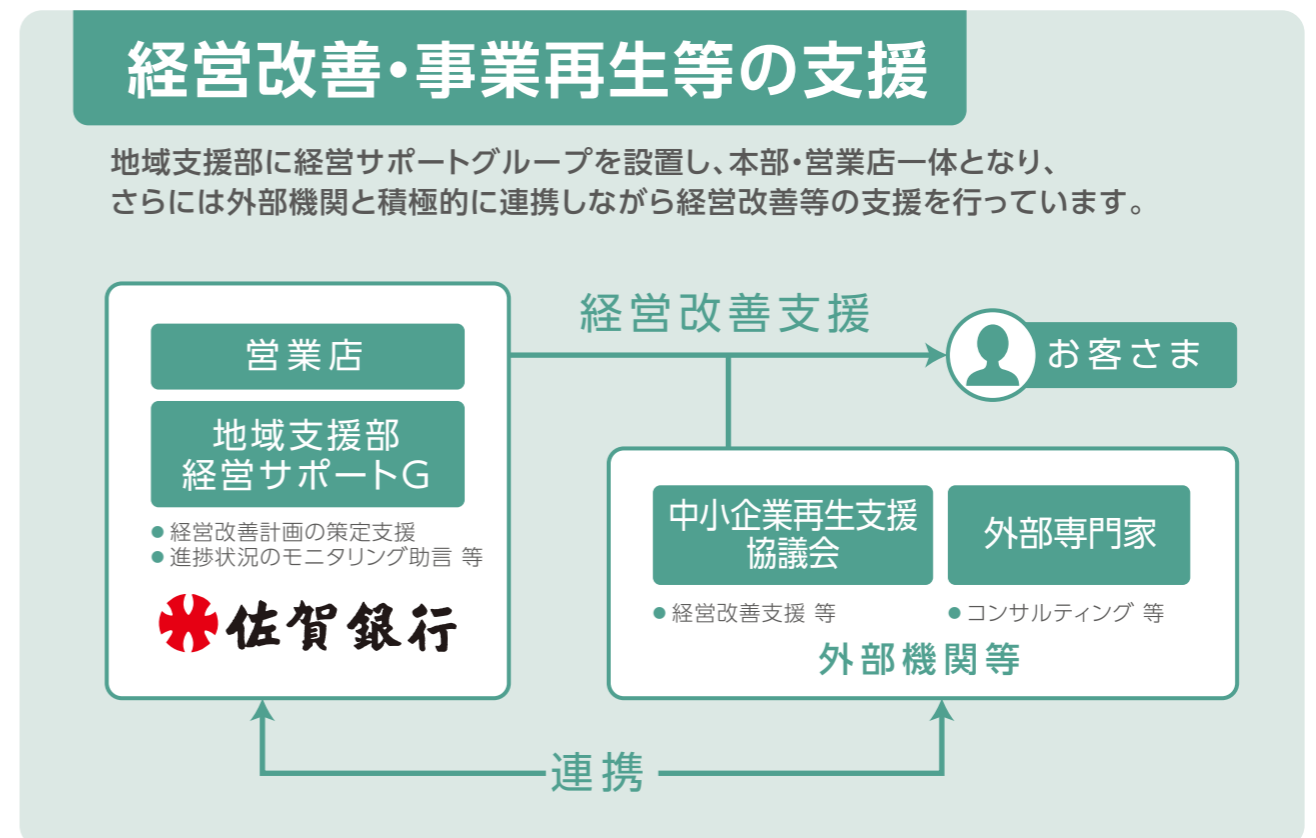 経営改善・事業再生等の支援
地域支援部に経営サポートグループを設置し、本部・営業店一体となり、
さらには外部機関と積極的に連携しながら経営改善等の支援を行っています。
経営改善支援
営業店
お客さま
地域支援部
経営サポートG
● 経営改善計画の策定支援
● 進捗状況のモニタリング助言 等
佐賀銀行
中小企業再生支援
協議会
外部専門家
● 経営改善支援 等
● コンサルティング 等
外部機関等
連携